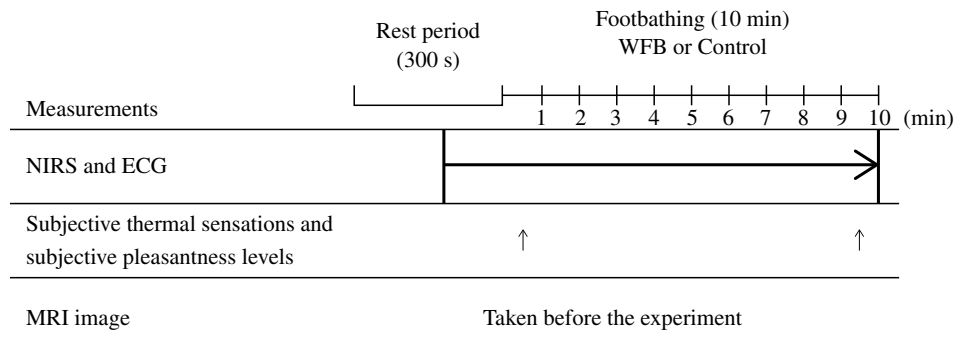 Rest period
(300 s)
Footbathing (10 min)
WFB or Control
Measurements
1 2 3 4 5 6 7 8 9 10 (min)
NIRS and ECG
Subjective thermal sensations and
subjective pleasantness levels
MRI image
Taken before the experiment